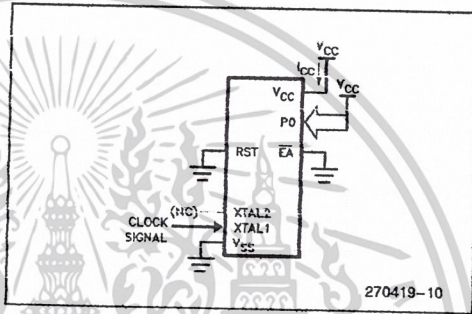 VCC
ICC
VCC
VCC
P0
RST
EA
(NC)
XTAL2
CLOCK
SIGNAL
XTAL1
VSS
270419-10